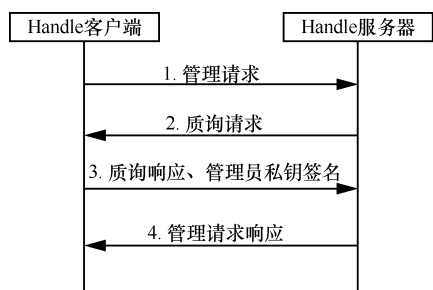 Handle客户端
Handle服务器
1. 管理请求
2. 质询请求
3. 质询响应、管理员私钥签名
4. 管理请求响应